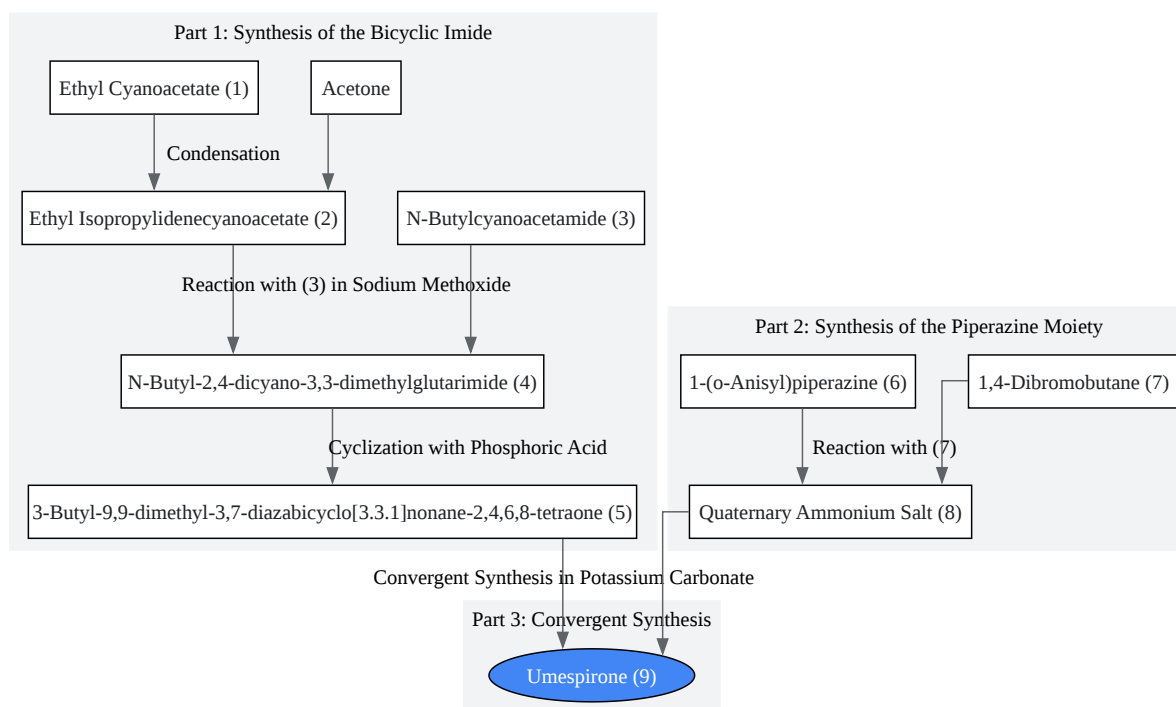 Part 1: Synthesis of the Bicyclic Imide
Ethyl Cyanoacetate (1)
Acetone
Condensation
Ethyl Isopropylidenecyanoacetate (2)
N-Butylcyanoacetamide (3)
Reaction with (3) in Sodium Methoxide
N-Butyl-2,4-dicyano-3,3-dimethylglutarimide (4)
Cyclization with Phosphoric Acid
3-Butyl-9,9-dimethyl-3,7-diazabicyclo[3.3.1]nonane-2,4,6,8-tetraone (5)
Part 2: Synthesis of the Piperazine Moiety
1-(o-Anisyl)piperazine (6)
1,4-Dibromobutane (7)
Reaction with (7)
Quaternary Ammonium Salt (8)
Convergent Synthesis in Potassium Carbonate
Part 3: Convergent Synthesis
Umespirone (9)